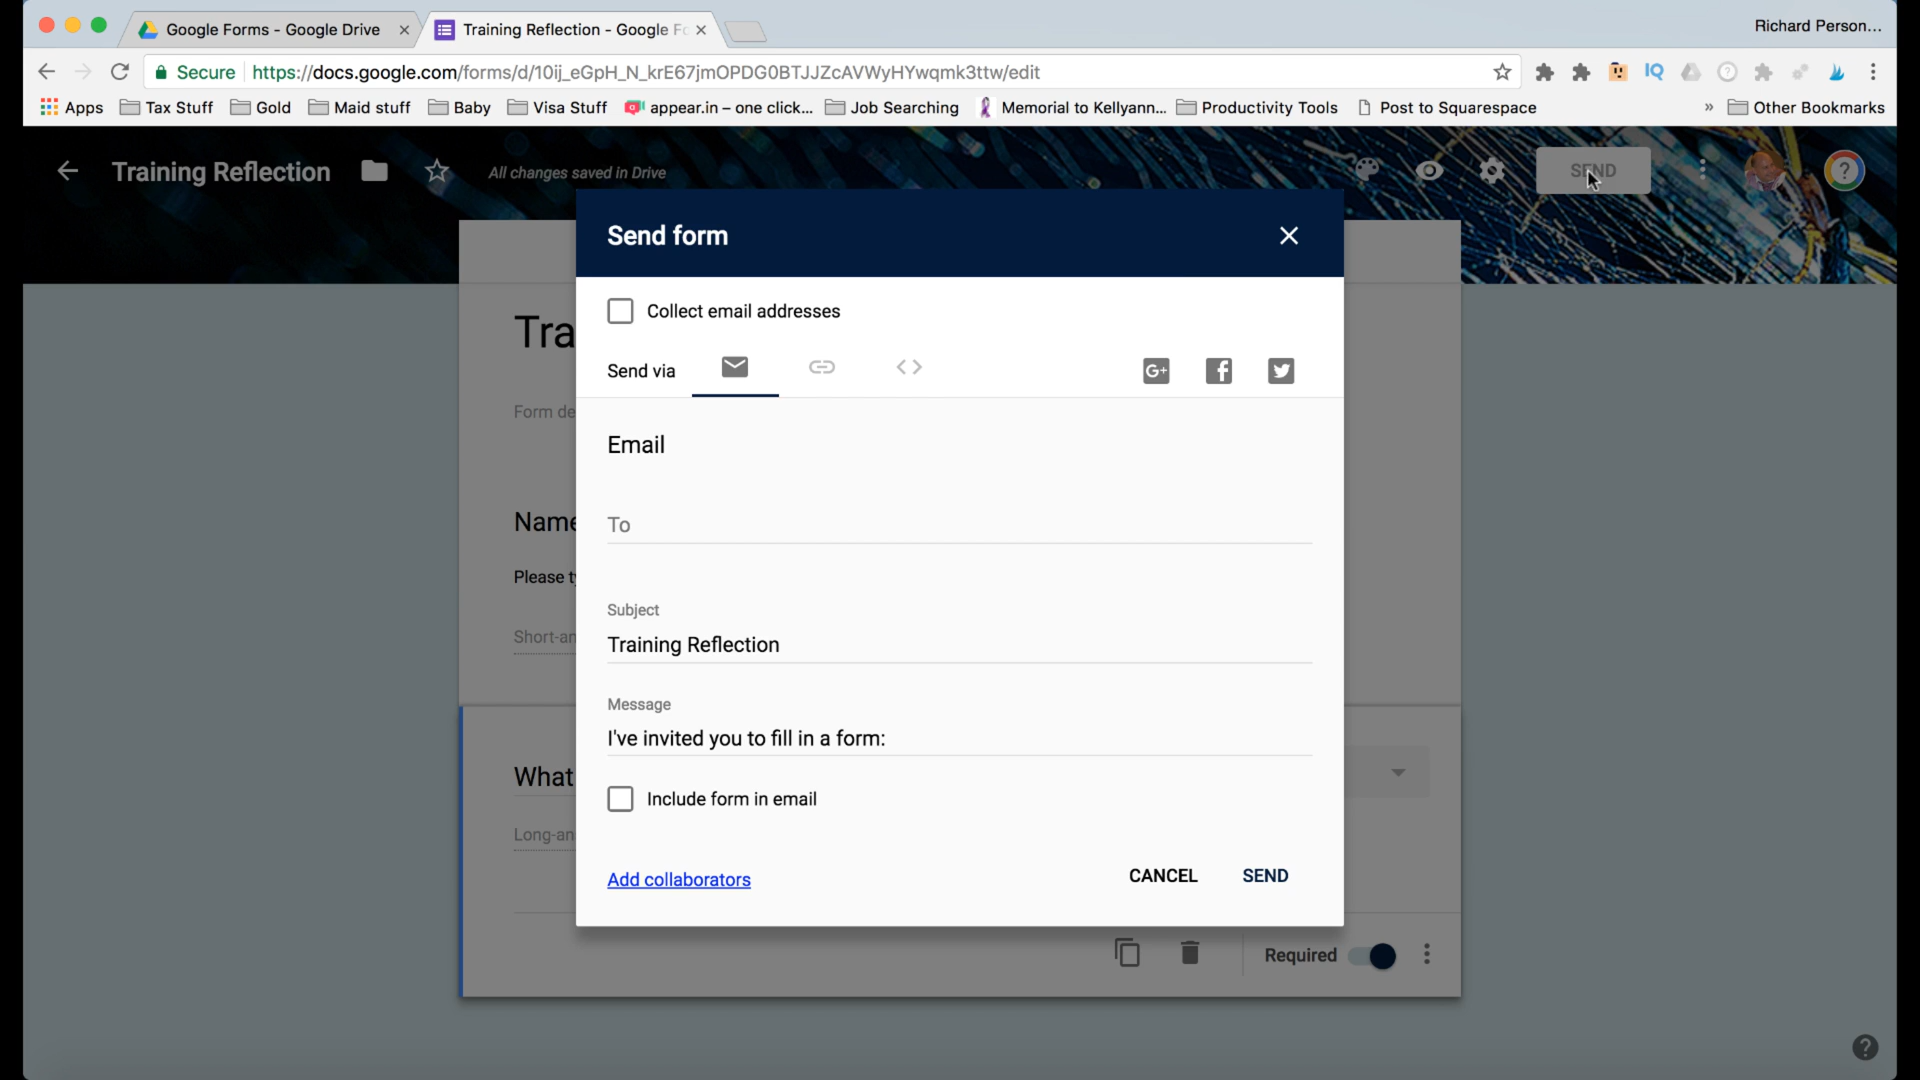 Google Forms - Google Drive
Training Reflection - Google Fo
Richard Person...
Secure
https://docs.google.com/forms/d/10ij_eGpH_N_krE67jmOPDG0BTJJZcAVWyHYwqmk3ttw/edit
IQ
Apps Tax Stuff Gold Maid stuff Baby Visa Stuff appear.in – one click... Job Searching Memorial to Kellyann... Productivity Tools Post to Squarespace » Other Bookmarks
Training Reflection
All changes saved in Drive
SEND
Send form
Collect email addresses
Send via
G+
Tra
Form de
Email
To
Name
Please ty
Subject
Short-an
Training Reflection
Message
I've invited you to fill in a form:
What
Include form in email
Long-an
Add collaborators
CANCEL
SEND
Required